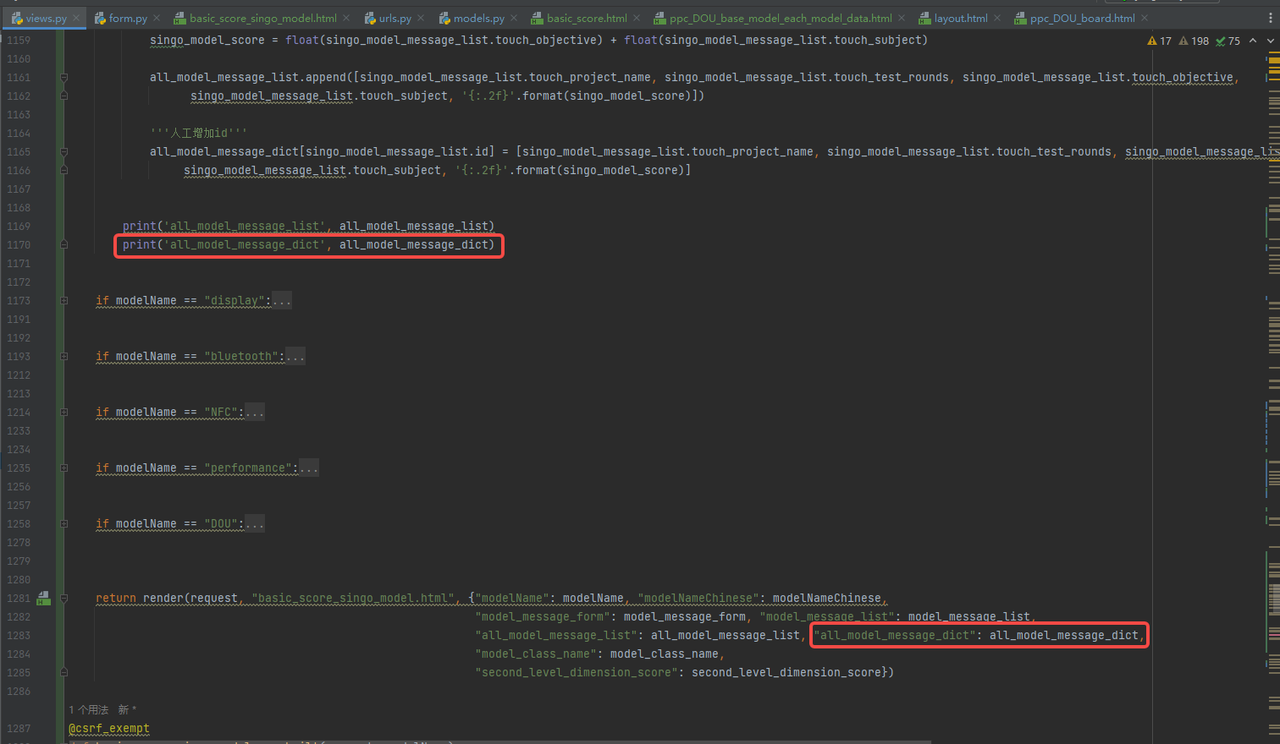 views.py × form.py × basic_score_singo_model.html × urls.py × models.py × basic_score.html × ppc_DOU_base_model_each_model_data.html × layout.html × ppc_DOU_board.html ×
1159 singo_model_score = float(singo_model_message_list.touch_objective) + float(singo_model_message_list.touch_subject) 17 198 75
1160
1161 all_model_message_list.append([singo_model_message_list.touch_project_name, singo_model_message_list.touch_test_rounds, singo_model_message_list.touch_objective,
1162 singo_model_message_list.touch_subject, '{:.2f}'.format(singo_model_score)])
1163
1164 '''人工增加id'''
1165 all_model_message_dict[singo_model_message_list.id] = [singo_model_message_list.touch_project_name, singo_model_message_list.touch_test_rounds, singo_model_message_lis
1166 singo_model_message_list.touch_subject, '{:.2f}'.format(singo_model_score)]
1167
1168
1169 print('all_model_message_list', all_model_message_list)
1170 print('all_model_message_dict', all_model_message_dict)
1171
1172
1173 if modelName == "display":...
1191
1192
1193 if modelName == "bluetooth":...
1212
1213
1214 if modelName == "NFC":...
1233
1234
1235 if modelName == "performance":...
1256
1257
1258 if modelName == "DOU":...
1278
1279
1280
1281 return render(request, "basic_score_singo_model.html", {"modelName": modelName, "modelNameChinese": modelNameChinese,
1282 "model_message_form": model_message_form, "model_message_list": model_message_list,
1283 "all_model_message_list": all_model_message_list, "all_model_message_dict": all_model_message_dict,
1284 "model_class_name": model_class_name,
1285 "second_level_dimension_score": second_level_dimension_score})
1286
1 个用法 新 *
1287 @csrf_exempt